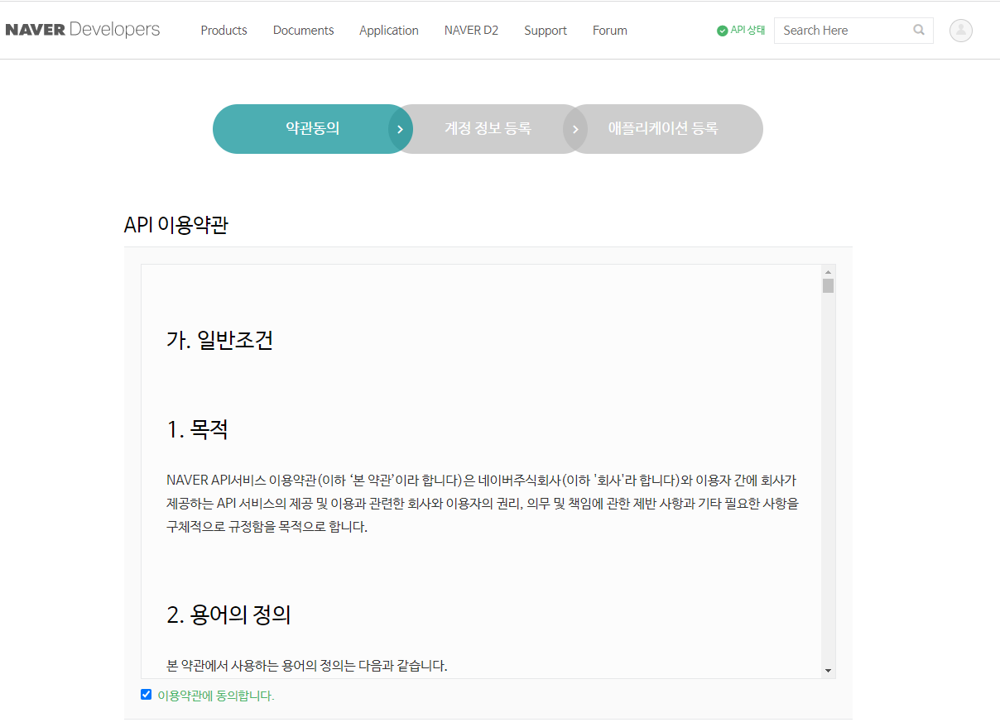 NAVER Developers Products Documents Application NAVER D2 Support Forum API 상태 Search Here
약관동의 계정 정보 등록 애플리케이션 등록
API 이용약관
가. 일반조건
1. 목적
NAVER API서비스 이용약관(이하 ‘본 약관’이라 합니다)은 네이버주식회사(이하 '회사'라 합니다)와 이용자 간에 회사가
제공하는 API 서비스의 제공 및 이용과 관련한 회사와 이용자의 권리, 의무 및 책임에 관한 제반 사항과 기타 필요한 사항을
구체적으로 규정함을 목적으로 합니다.
2. 용어의 정의
본 약관에서 사용하는 용어의 정의는 다음과 같습니다.
이용약관에 동의합니다.